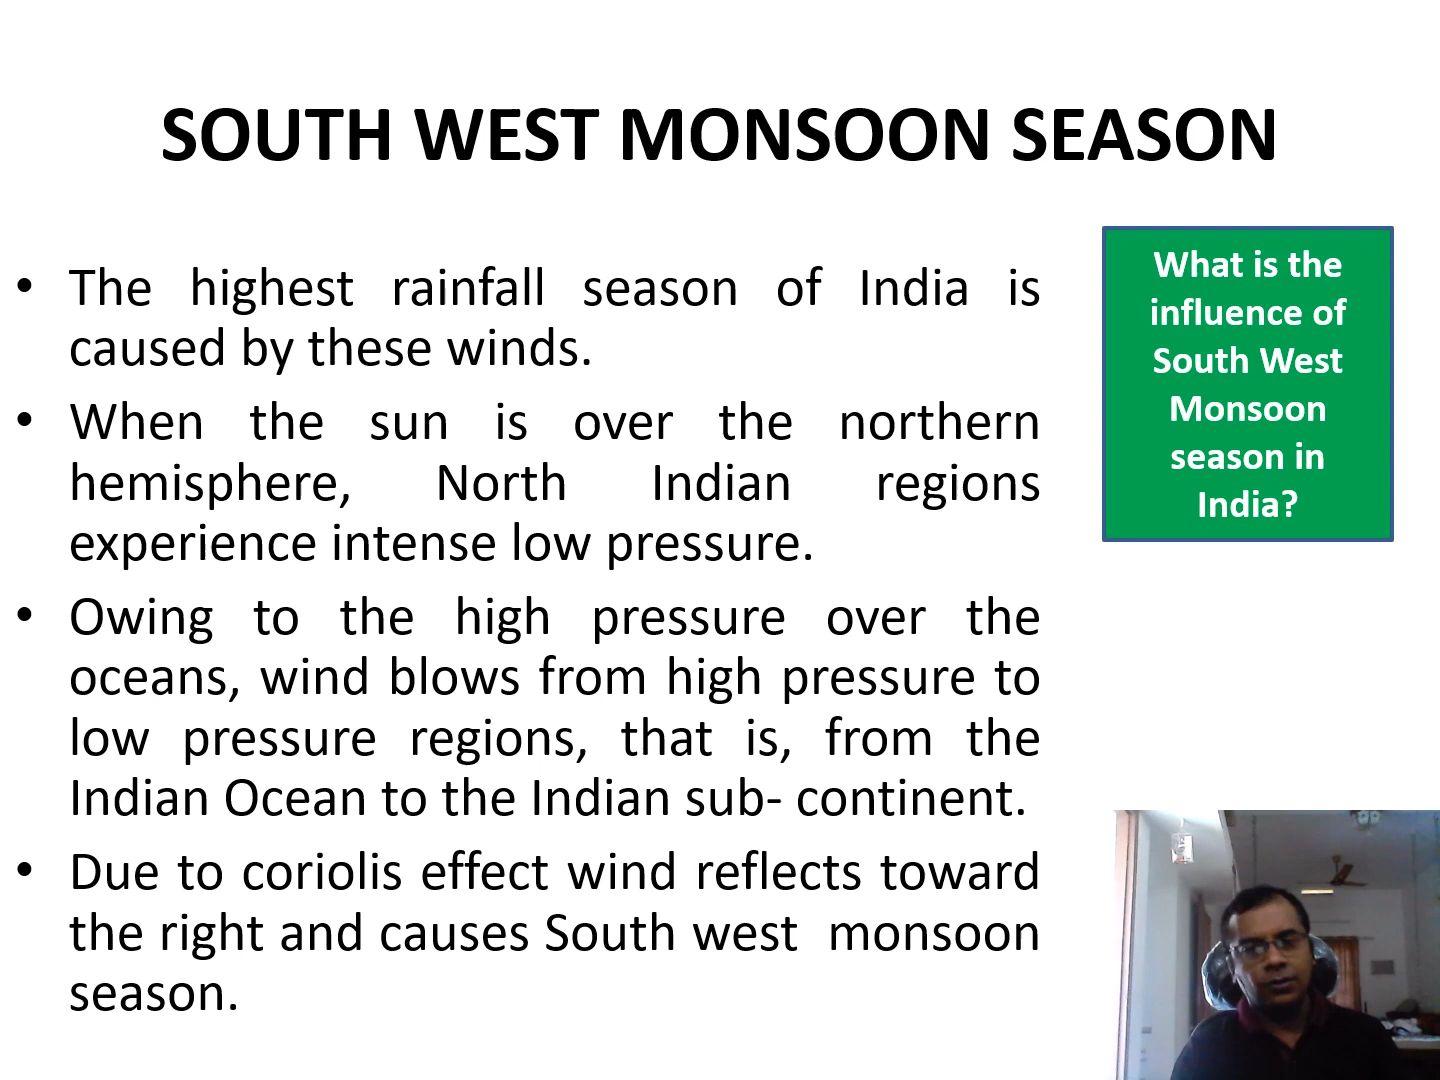 SOUTH WEST MONSOON SEASON
• The highest rainfall season of India is
caused by these winds.
• When the sun is over the northern
hemisphere, North Indian regions
experience intense low pressure.
• Owing to the high pressure over the
oceans, wind blows from high pressure to
low pressure regions, that is, from the
Indian Ocean to the Indian sub- continent.
• Due to coriolis effect wind reflects toward
the right and causes South west  monsoon
season.
What is the
influence of
South West
Monsoon
season in
India?